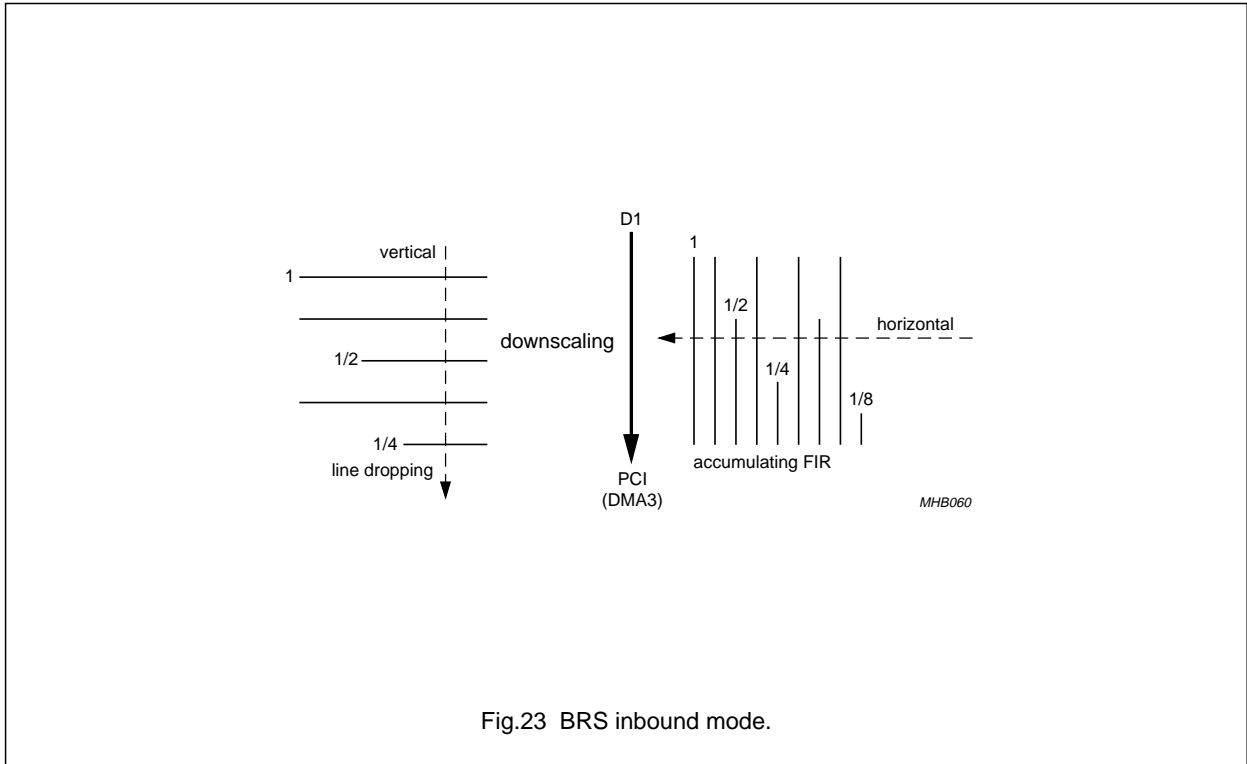 D1
vertical
1
1
1/2
horizontal
downscaling
1/2
1/4
1/8
1/4
line dropping
accumulating FIR
PCI
(DMA3)
MHB060
Fig.23 BRS inbound mode.